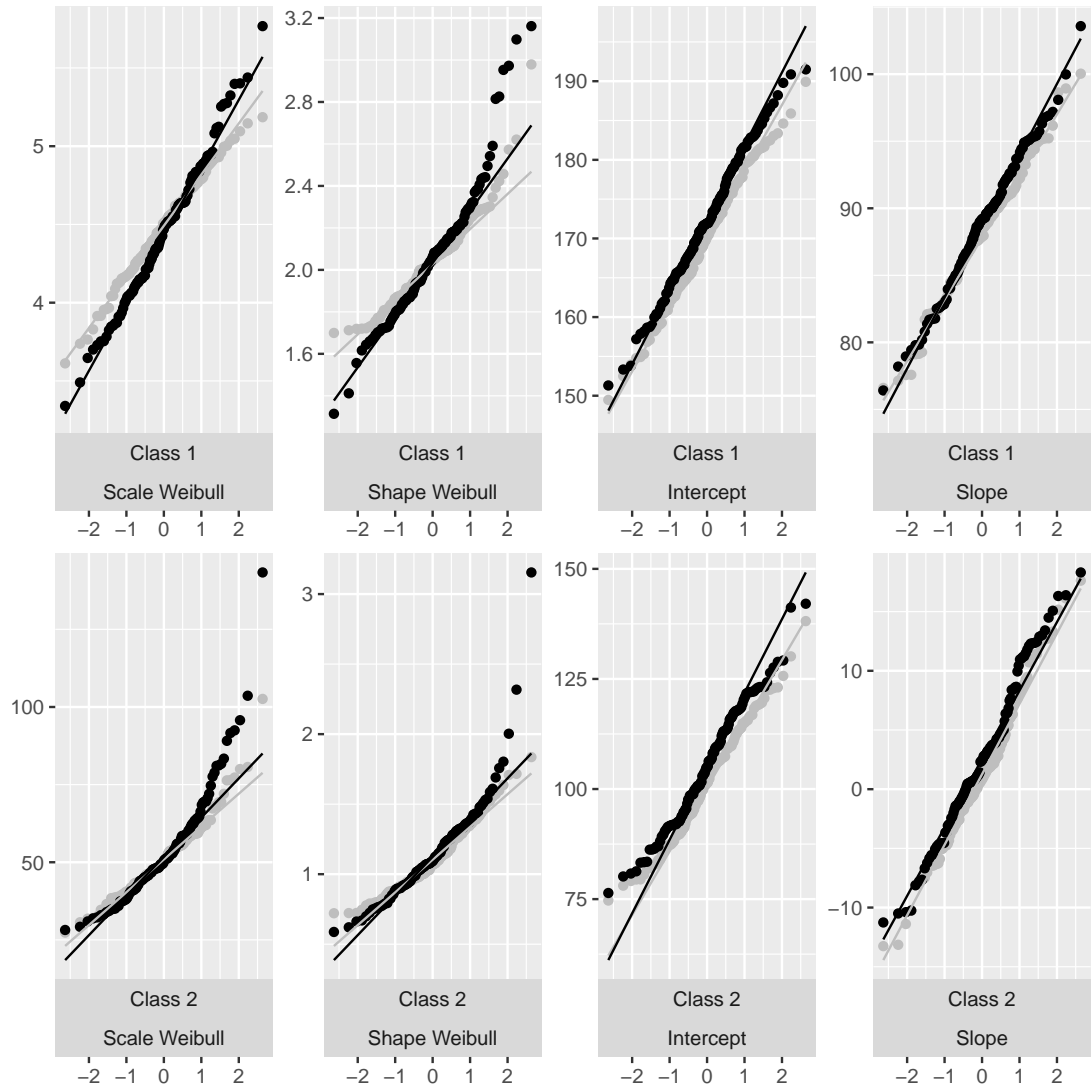 5
4
3.2
2.8
2.4
2.0
1.6
190
180
170
160
150
100
90
80
Class 1
Class 1
Class 1
Class 1
Scale Weibull
Shape Weibull
Intercept
Slope
−2 −1 0 1 2
−2 −1 0 1 2
−2 −1 0 1 2
−2 −1 0 1 2
100
50
3
2
1
150
125
100
75
10
0
−10
Class 2
Class 2
Class 2
Class 2
Scale Weibull
Shape Weibull
Intercept
Slope
−2 −1 0 1 2
−2 −1 0 1 2
−2 −1 0 1 2
−2 −1 0 1 2